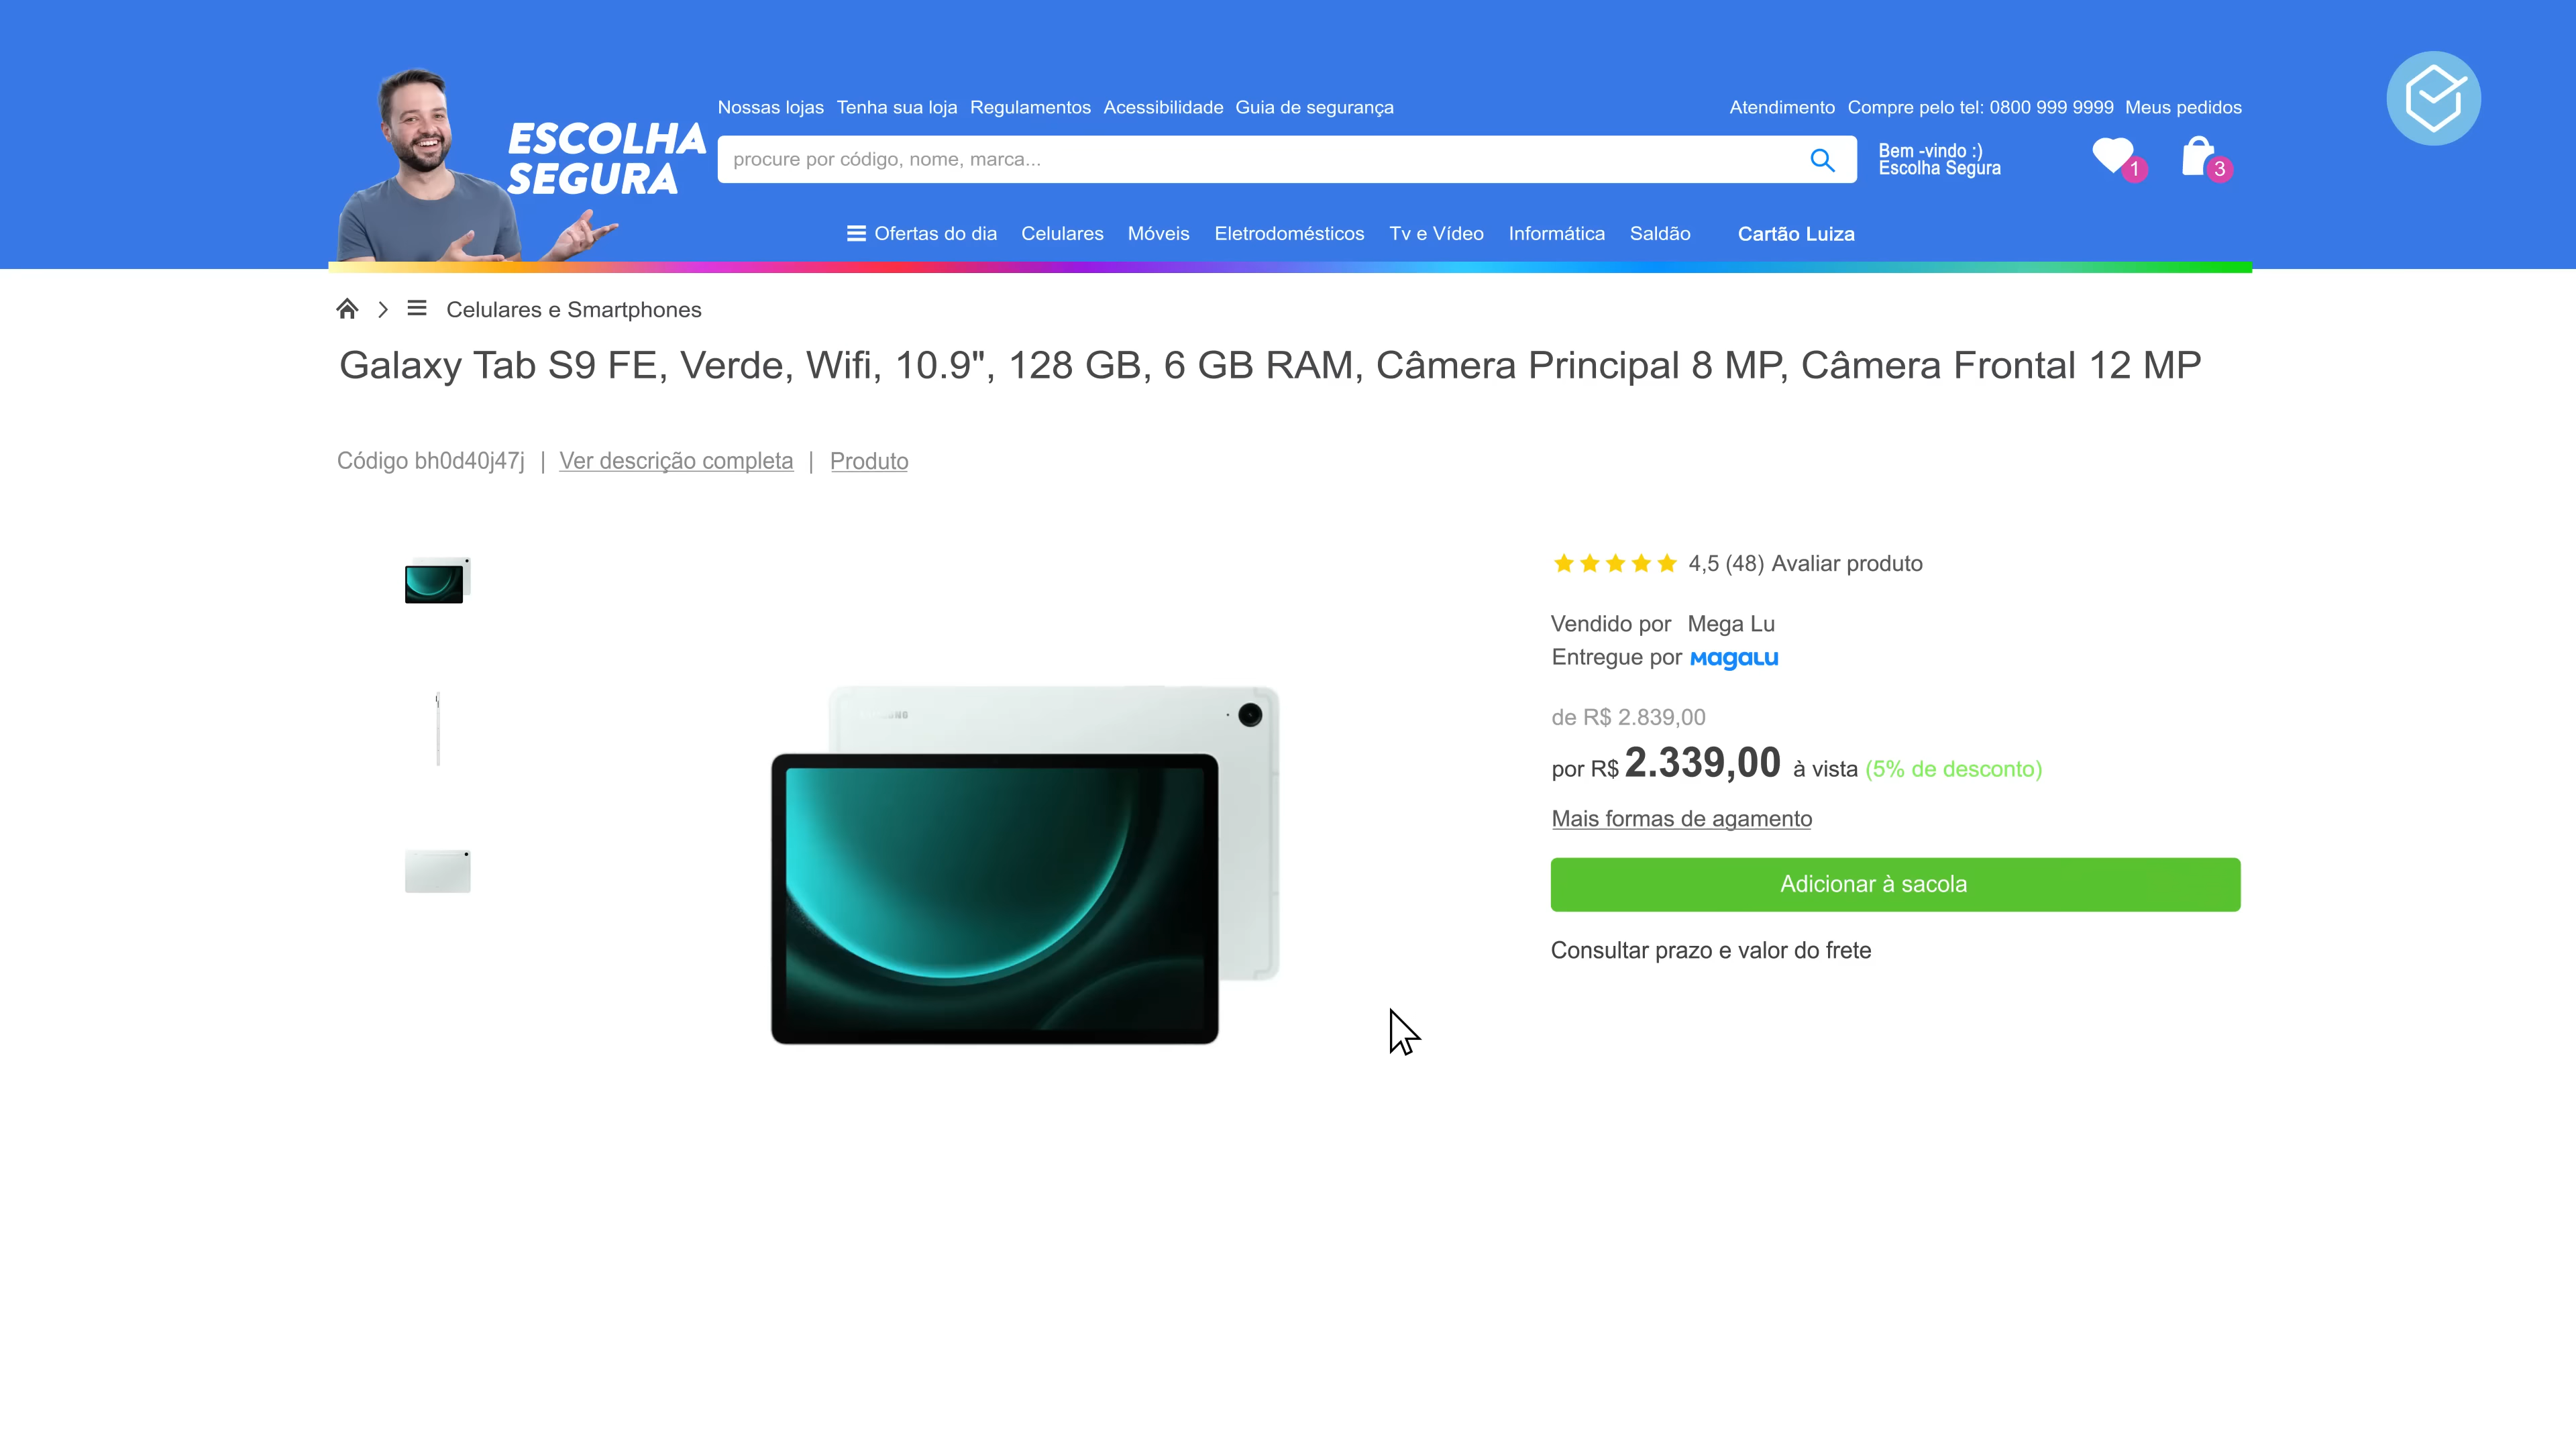 Nossas lojas Tenha sua loja Regulamentos Acessibilidade Guia de segurança
Atendimento Compre pelo tel: 0800 999 9999 Meus pedidos
ESCOLHA
SEGURA
procure por código, nome, marca...
Bem -vindo :)
Escolha Segura
1
3
Ofertas do dia Celulares Móveis Eletrodomésticos Tv e Vídeo Informática Saldão Cartão Luiza
Celulares e Smartphones
Galaxy Tab S9 FE, Verde, Wifi, 10.9", 128 GB, 6 GB RAM, Câmera Principal 8 MP, Câmera Frontal 12 MP
Código bh0d40j47j | Ver descrição completa | Produto
4,5 (48) Avaliar produto
Vendido por Mega Lu
Entregue por Magalu
de R$ 2.839,00
por R$ 2.339,00 à vista (5% de desconto)
Mais formas de agamento
Adicionar à sacola
Consultar prazo e valor do frete